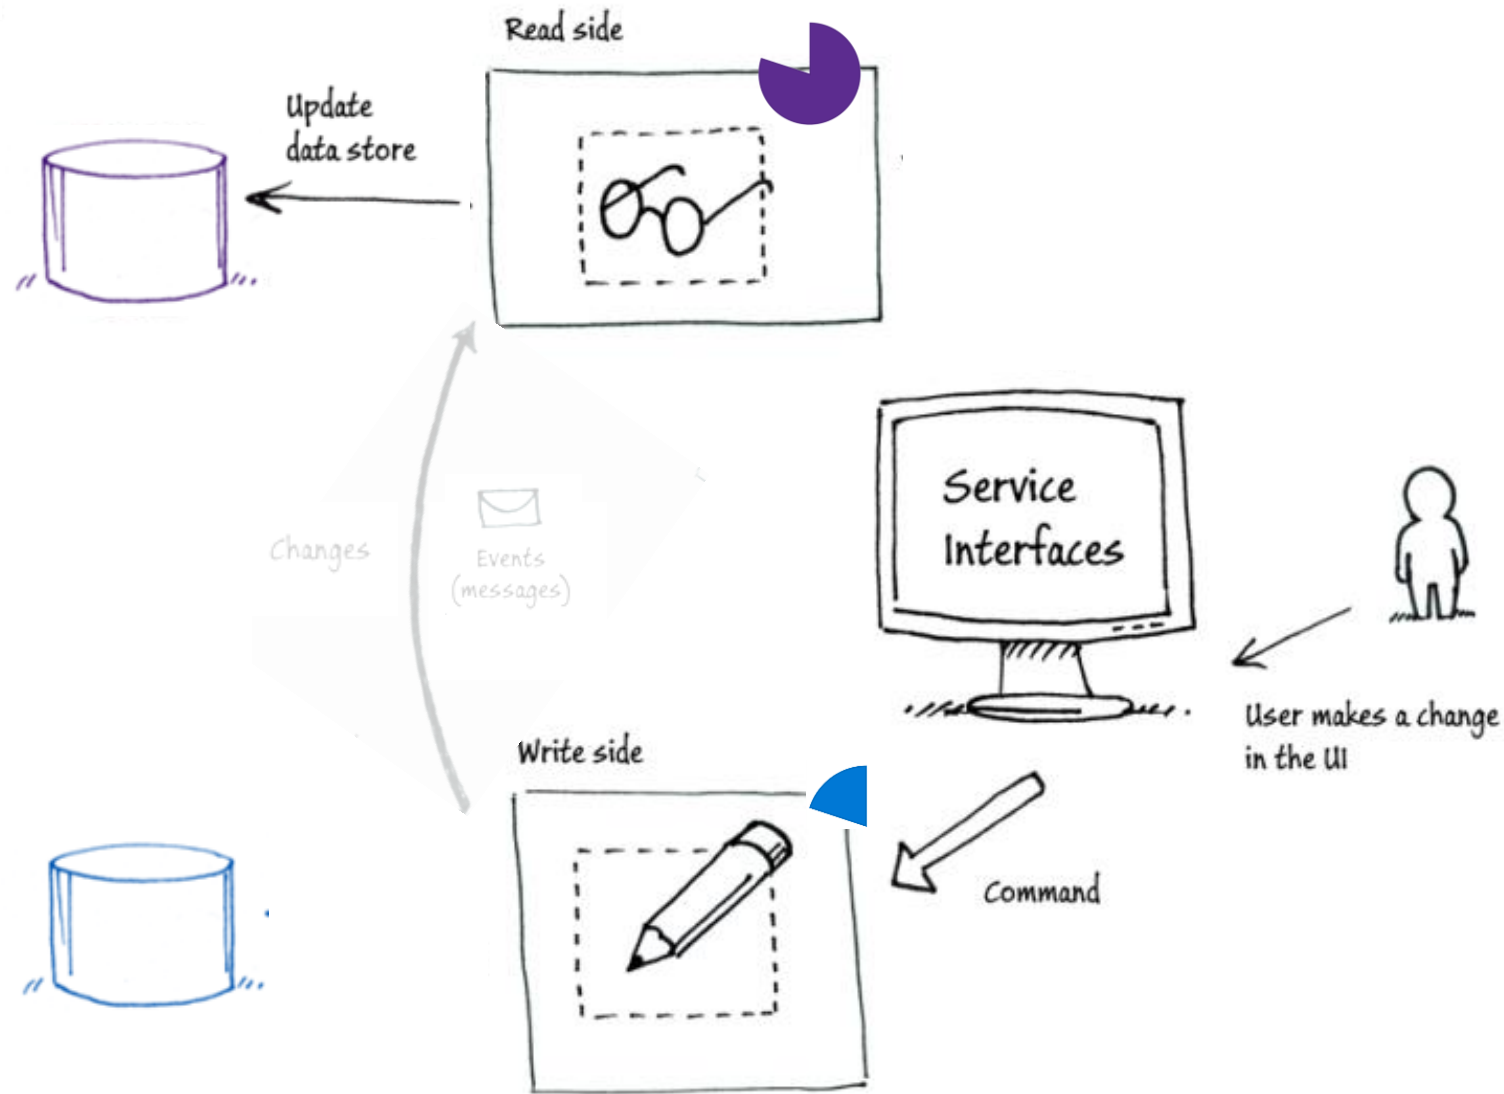 Read side
Update
data store
Service
Interfaces
Changes
Events
(messages)
User makes a change
in the UI
Write side
Command